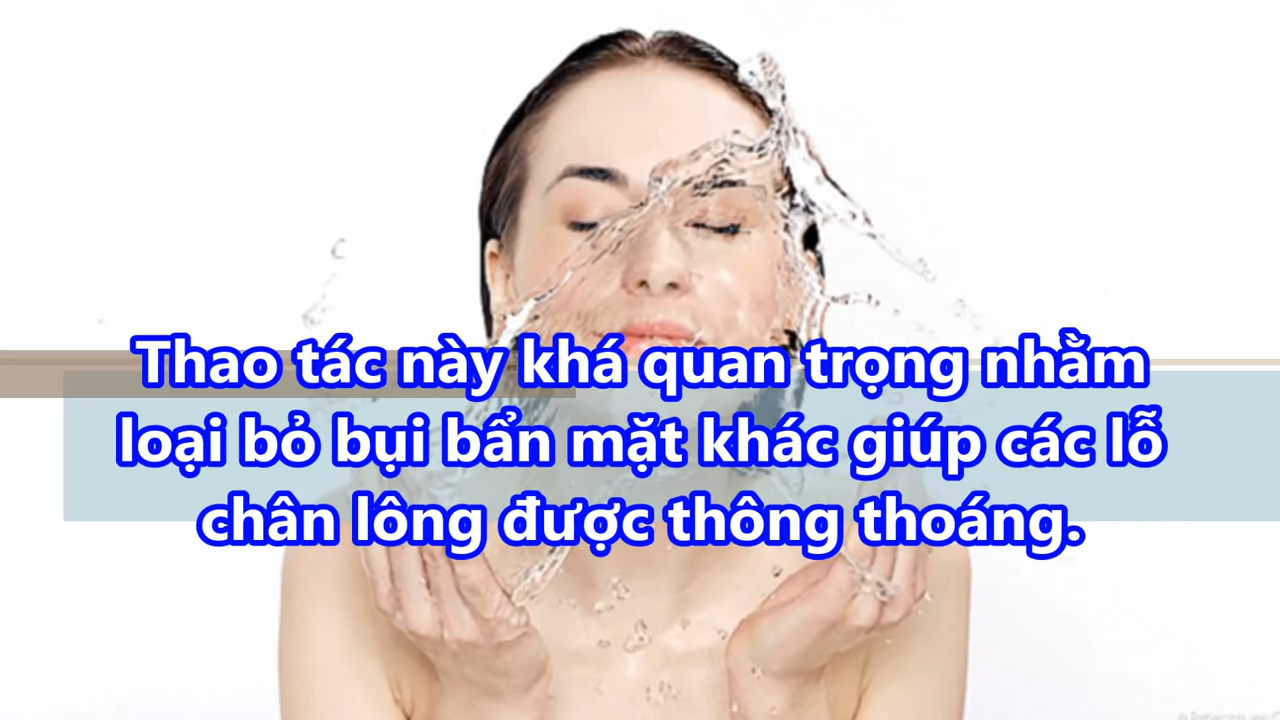 Thao tác này khá quan trọng nhằm
loại bỏ bụi bẩn mặt khác giúp các lỗ
chân lông được thông thoáng.